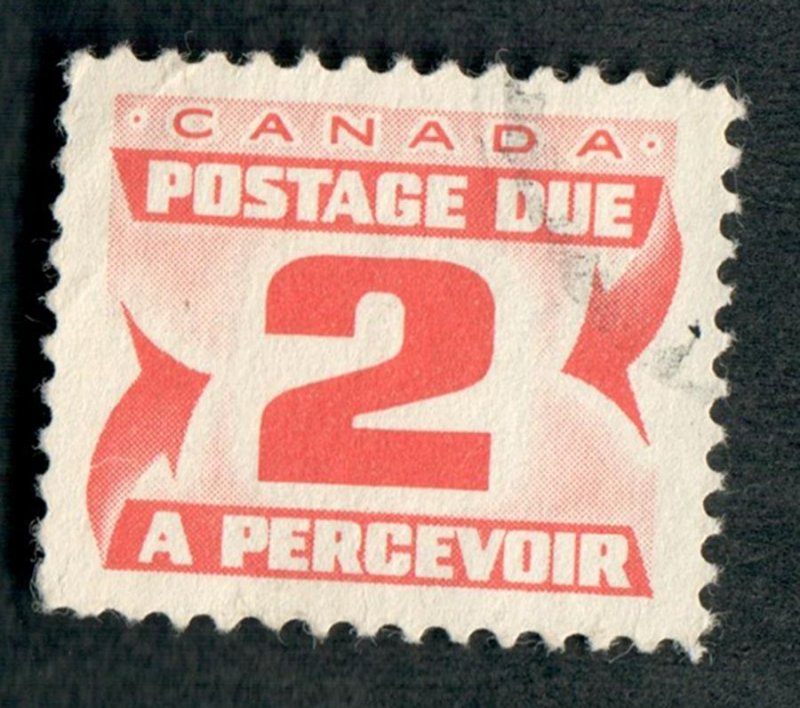 · CANADA ·
POSTAGE DUE
2
A PERCEVOIR